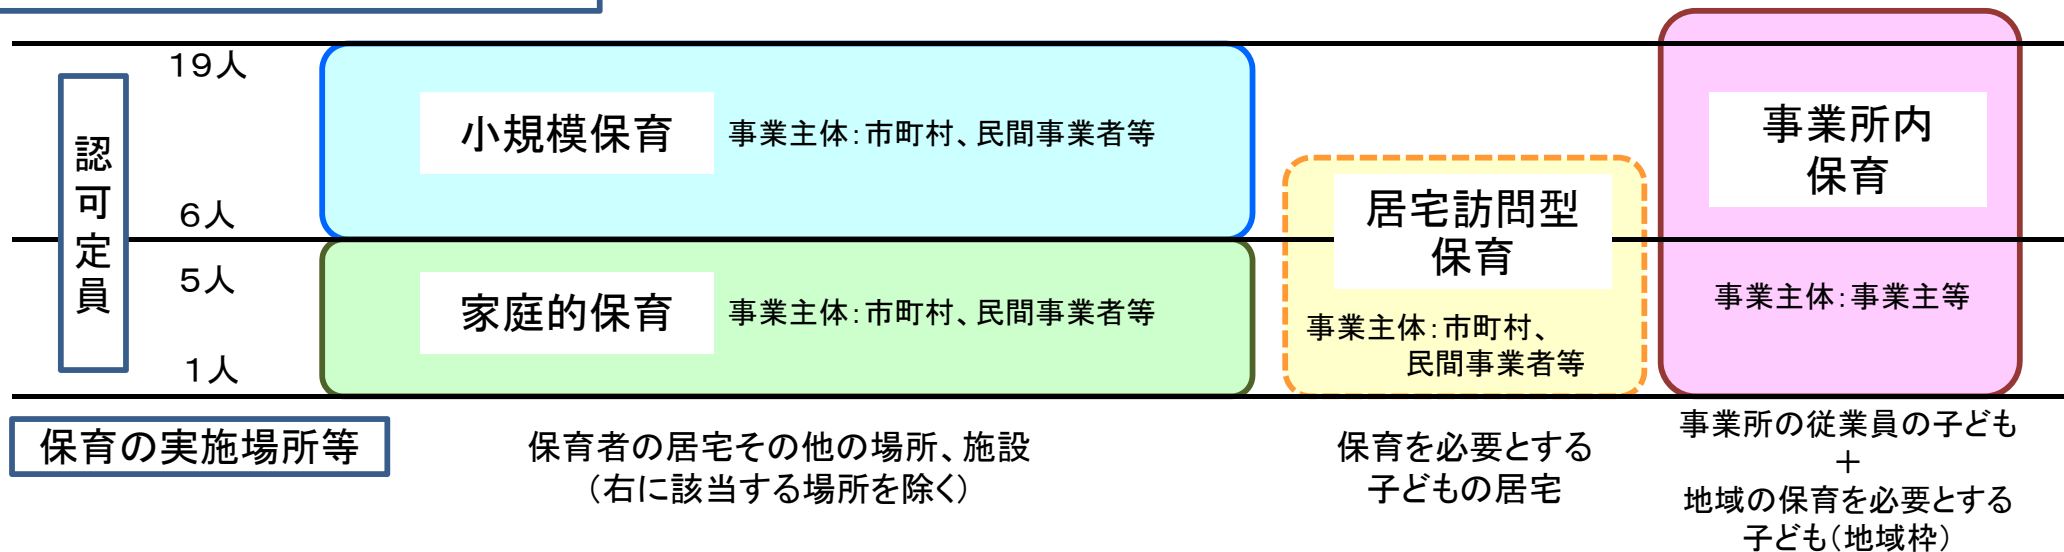 認可定員
19人
6人
5人
1人
小規模保育
事業主体：市町村、民間事業者等
家庭的保育
事業主体：市町村、民間事業者等
居宅訪問型
保育
事業主体：市町村、
民間事業者等
事業所内
保育
事業主体：事業主等
保育の実施場所等
保育者の居宅その他の場所、施設
（右に該当する場所を除く）
保育を必要とする
子どもの居宅
事業所の従業員の子ども
＋
地域の保育を必要とする
子ども（地域枠）